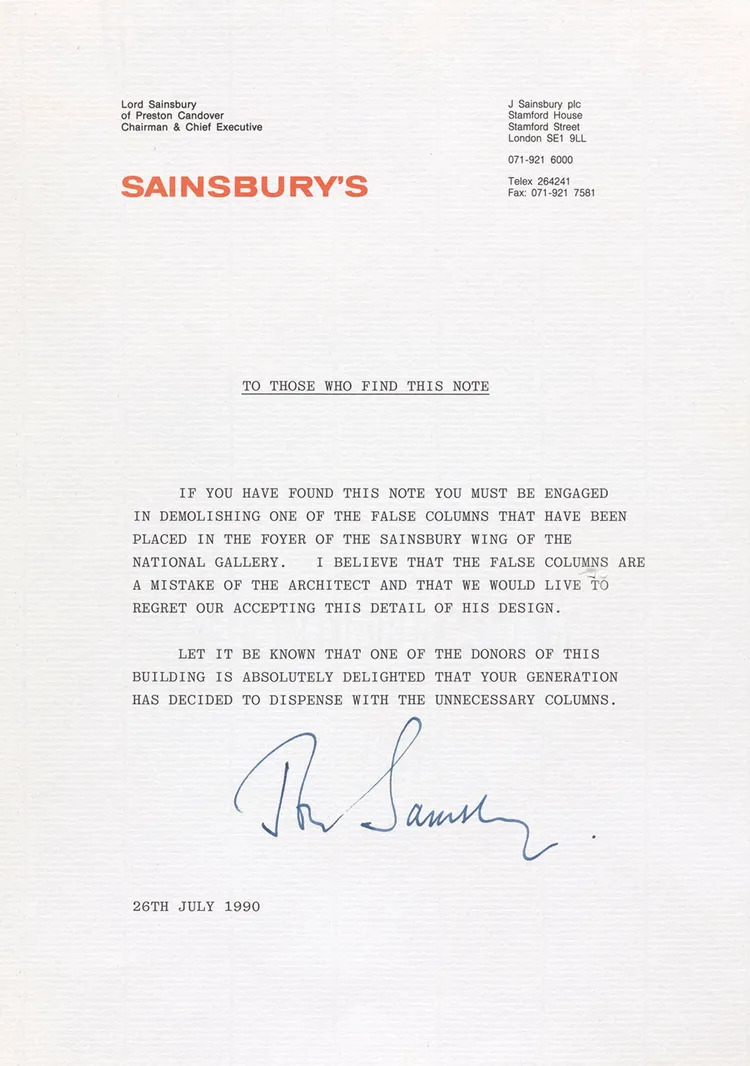 Lord Sainsbury
of Preston Candover
Chairman & Chief Executive
SAINSBURY'S
J Sainsbury plc
Stamford House
Stamford Street
London SE1 9LL
071-921 6000
Telex 264241
Fax: 071-921 7581
TO THOSE WHO FIND THIS NOTE
IF YOU HAVE FOUND THIS NOTE YOU MUST BE ENGAGED
IN DEMOLISHING ONE OF THE FALSE COLUMNS THAT HAVE BEEN
PLACED IN THE FOYER OF THE SAINSBURY WING OF THE
NATIONAL GALLERY. I BELIEVE THAT THE FALSE COLUMNS ARE
A MISTAKE OF THE ARCHITECT AND THAT WE WOULD LIVE TO
REGRET OUR ACCEPTING THIS DETAIL OF HIS DESIGN.
LET IT BE KNOWN THAT ONE OF THE DONORS OF THIS
BUILDING IS ABSOLUTELY DELIGHTED THAT YOUR GENERATION
HAS DECIDED TO DISPENSE WITH THE UNNECESSARY COLUMNS.
Sainsbury
26TH JULY 1990